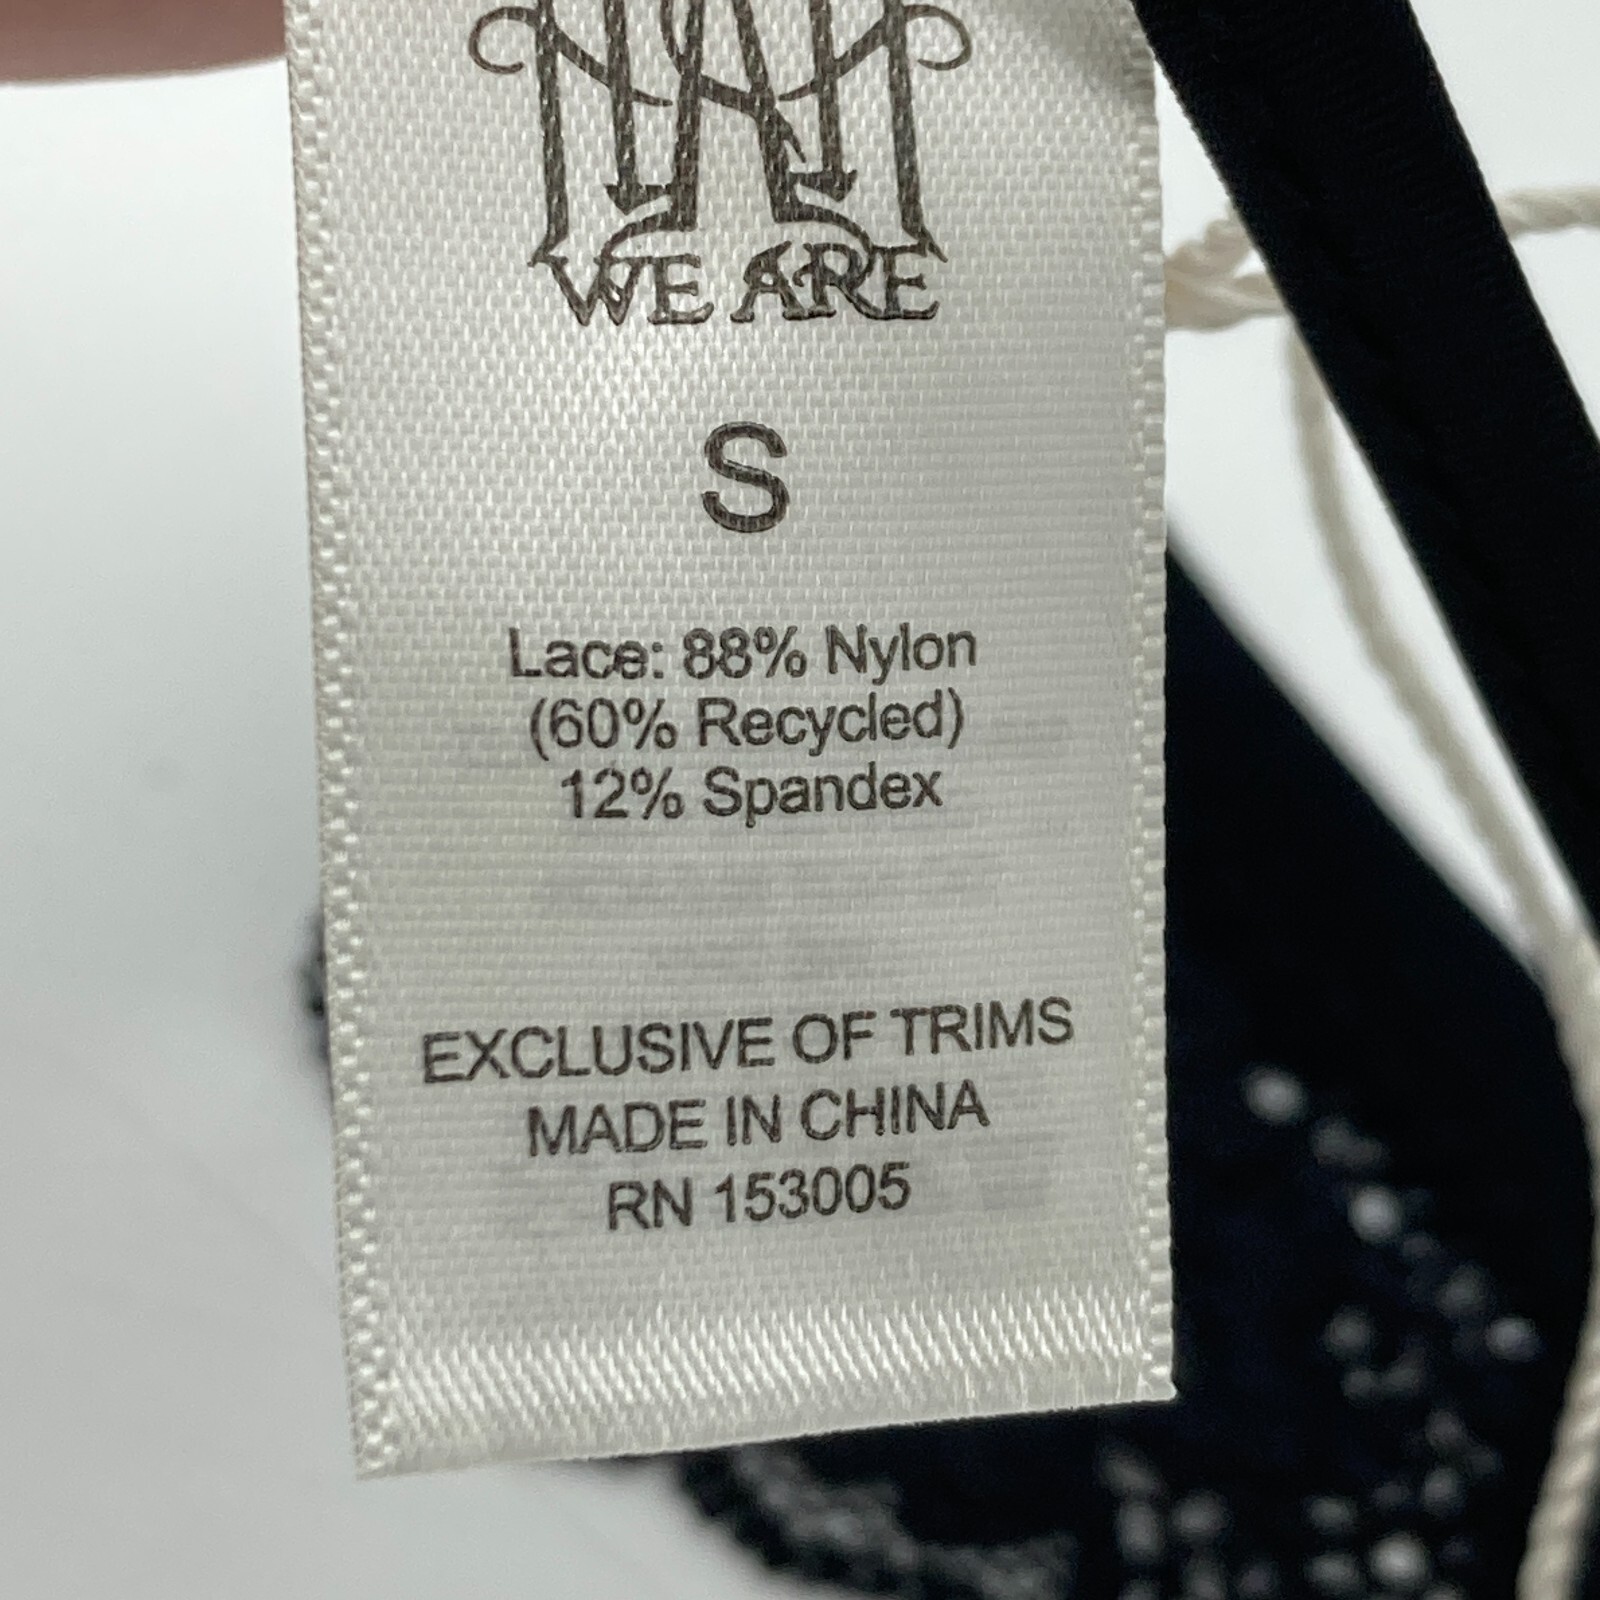 WE ARE
S
Lace: 88% Nylon
(60% Recycled)
12% Spandex
EXCLUSIVE OF TRIMS
MADE IN CHINA
RN 153005